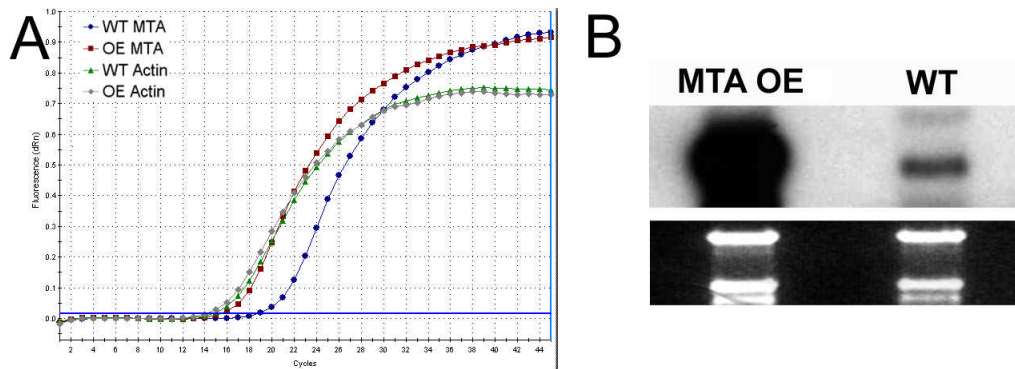 A
WT MTA
OE MTA
WT Actin
OE Actin
1.0
0.9
0.8
0.7
0.6
0.5
0.4
0.3
0.2
0.1
0.0
Fluorescence (dRn)
2 4 6 8 10 12 14 16 18 20 22 24 26 28 30 32 34 36 38 40 42 44
Cycles
B
MTA OE WT